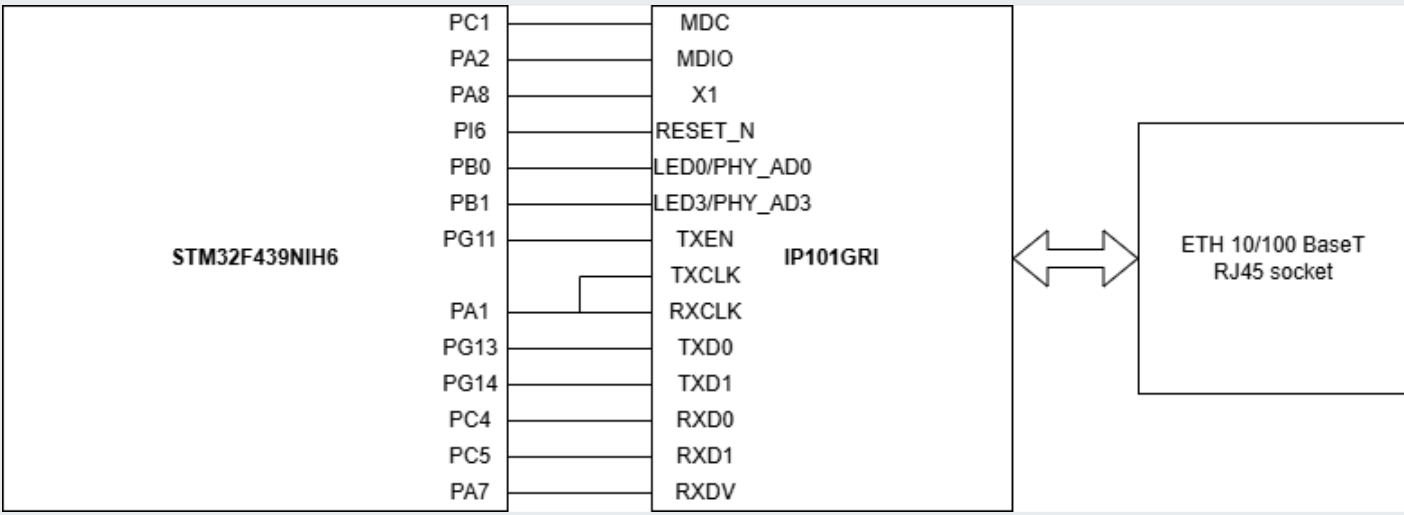 PC1 MDC
PA2 MDIO
PA8 X1
PI6 RESET_N
PB0 LED0/PHY_AD0
PB1 LED3/PHY_AD3
PG11 TXEN
STM32F439NIH6 IP101GRI ETH 10/100 BaseT
RJ45 socket
TXCLK
PA1 RXCLK
PG13 TXD0
PG14 TXD1
PC4 RXD0
PC5 RXD1
PA7 RXDV